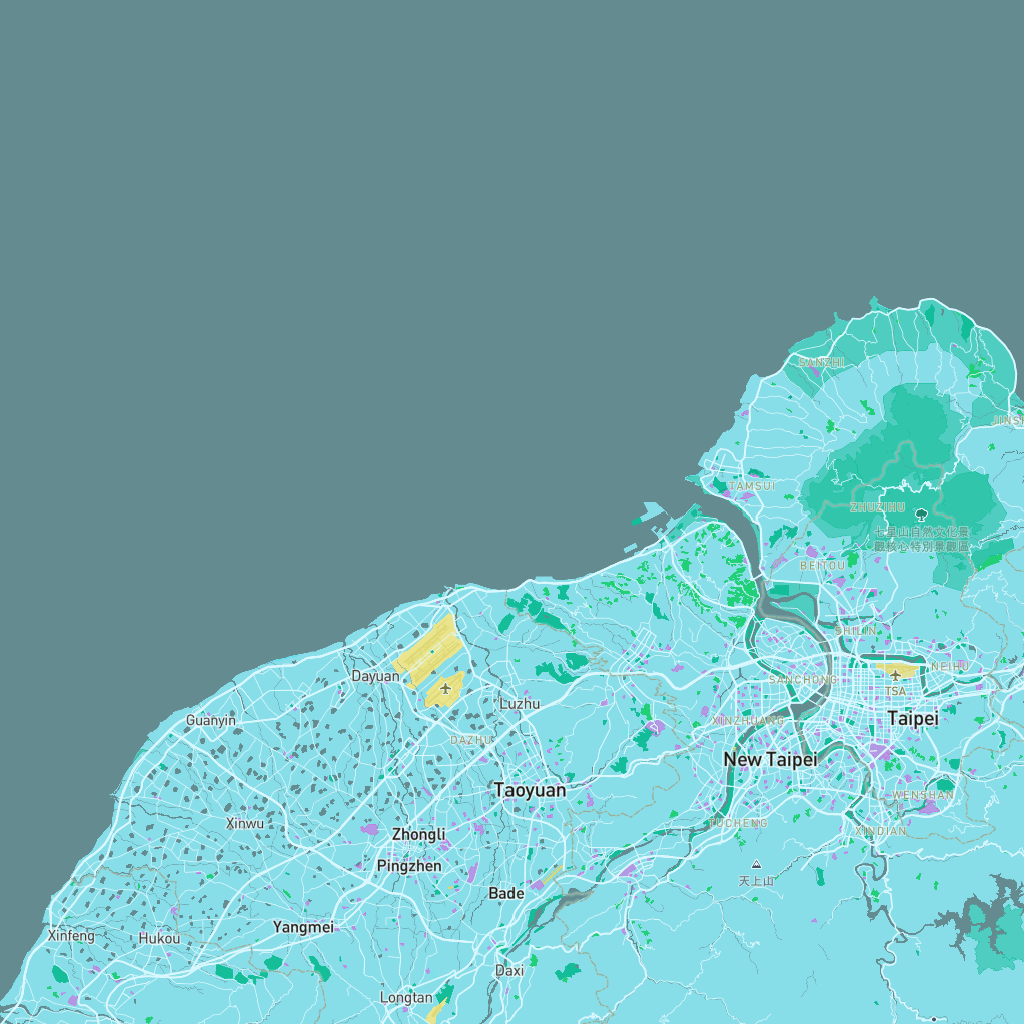 SANZHI
TAMSUI
ZHUZIHU
七星山自然文化景
觀核心特別景觀區
BEITOU
SHILIN
NEIHU
SANCHONG
TSA
Dayuan
Luzhu
Guanyin
XINZHUANG
Taipei
DAZHU
New Taipei
Taoyuan
WENSHAN
Xinwu
TUCHENG
XINDIAN
Zhongli
Pingzhen
天上山
Bade
Yangmei
Xinfeng
Hukou
Daxi
Longtan